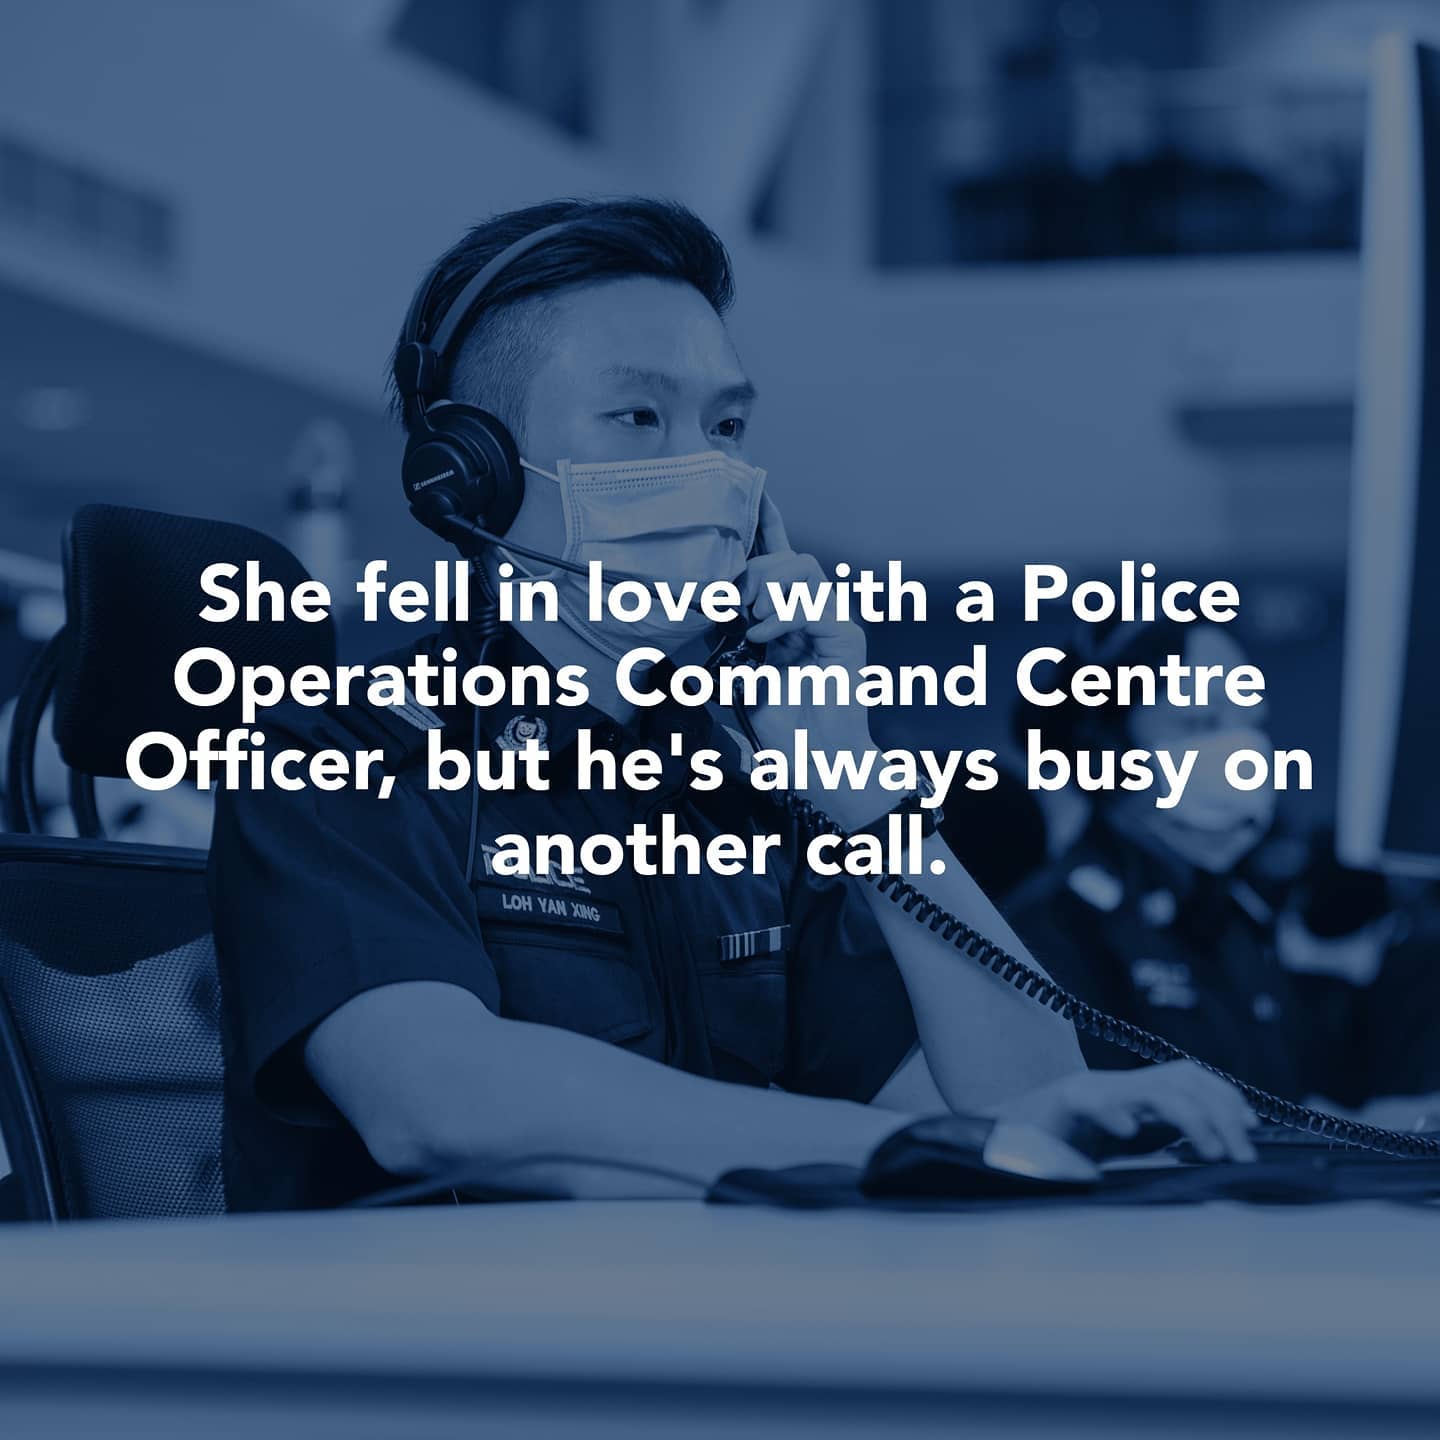 She fell in love with a Police
Operations Command Centre
Officer, but he's always busy on
another call.
SENNHEISER
POLICE
LOH YAN XING